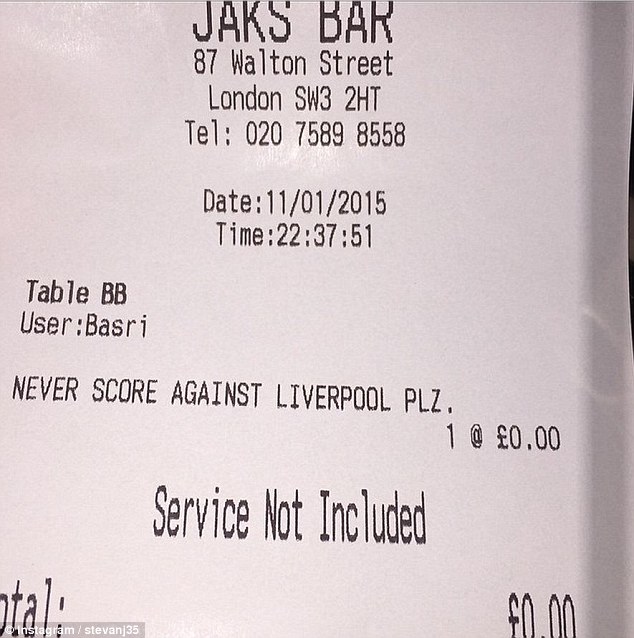 JAKS BAR
87 Walton Street
London SW3 2HT
Tel: 020 7589 8558
Date:11/01/2015
Time:22:37:51
Table BB
User:Basri
NEVER SCORE AGAINST LIVERPOOL PLZ.
1 @ £0.00
Service Not Included
otal: £0.00
© Instagram / stevanj35